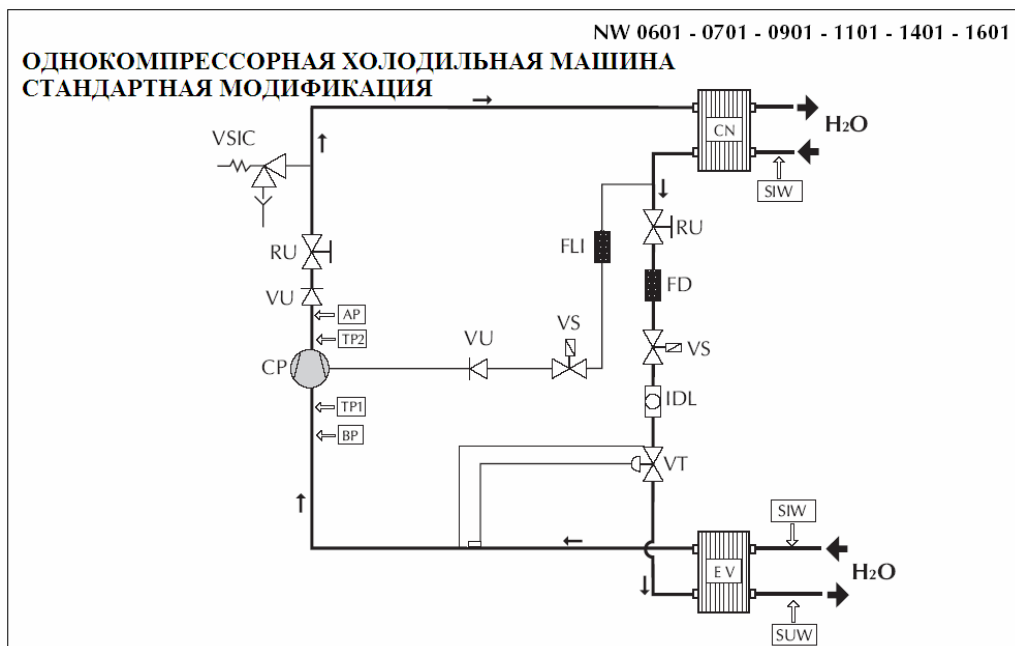 NW 0601 - 0701 - 0901 - 1101 - 1401 - 1601
ОДНОКОМПРЕССОРНАЯ ХОЛОДИЛЬНАЯ МАШИНА
СТАНДАРТНАЯ МОДИФИКАЦИЯ
VSIC
CN
H2O
SIW
RU
FLI
RU
VU
FD
AP
TP2
VU
VS
VS
CP
IDL
TP1
BP
VT
SIW
EV
H2O
SUW